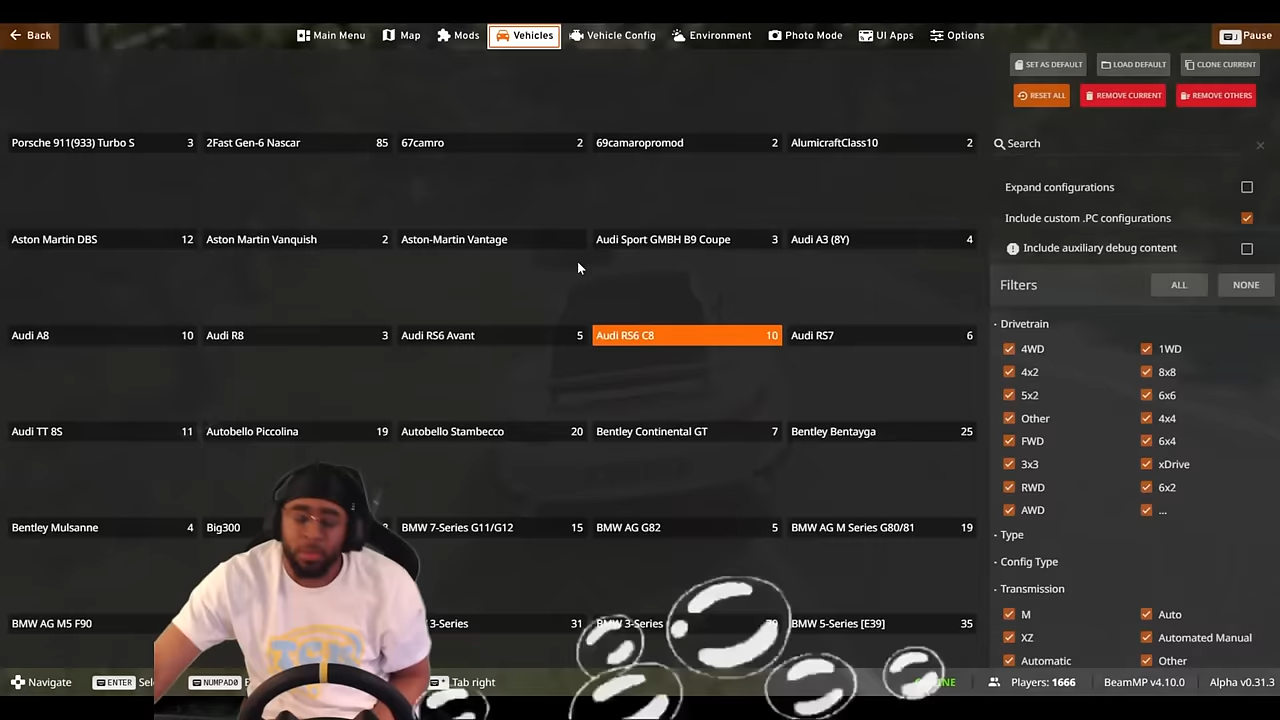 Back
Main Menu Map Mods Vehicles Vehicle Config Environment Photo Mode UI Apps Options
Pause
SET AS DEFAULT LOAD DEFAULT CLONE CURRENT
RESET ALL REMOVE CURRENT REMOVE OTHERS
Porsche 911(933) Turbo S 3 2Fast Gen-6 Nascar 85 67camro 2 69camaropromod 2 AlumicraftClass10 2
Search
Expand configurations
Include custom .PC configurations
Aston Martin DBS 12 Aston Martin Vanquish 2 Aston-Martin Vantage Audi Sport GMBH B9 Coupe 3 Audi A3 (8Y) 4
Include auxiliary debug content
Filters ALL NONE
Drivetrain
Audi A8 10 Audi R8 3 Audi RS6 Avant 5 Audi RS6 C8 10 Audi RS7 6
4WD 1WD
4x2 8x8
5x2 6x6
Other 4x4
Audi TT 8S 11 Autobello Piccolina 19 Autobello Stambecco 20 Bentley Continental GT 7 Bentley Bentayga 25
FWD 6x4
3x3 xDrive
RWD 6x2
AWD ...
Bentley Mulsanne 4 Big300 BMW 7-Series G11/G12 15 BMW AG G82 5 BMW AG M Series G80/81 19
Type
Config Type
Transmission
M Auto
BMW AG M5 F90 3-Series 31 BMW 3-Series BMW 5-Series [E39] 35
XZ Automated Manual
Automatic Other
Navigate ENTER NUMPAD0 Tab right Players: 1666 BeamMP v4.10.0 Alpha v0.31.3